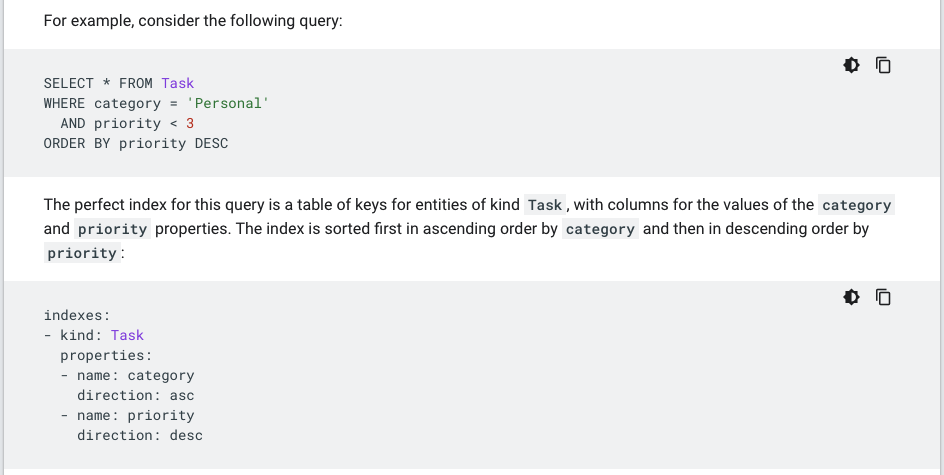 For example, consider the following query:
SELECT * FROM Task
WHERE category = 'Personal'
  AND priority < 3
ORDER BY priority DESC
The perfect index for this query is a table of keys for entities of kind Task, with columns for the values of the category
and priority properties. The index is sorted first in ascending order by category and then in descending order by
priority:
indexes:
- kind: Task
  properties:
  - name: category
    direction: asc
  - name: priority
    direction: desc